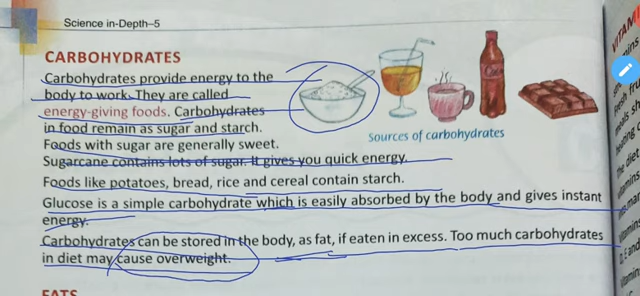 Science in-Depth–5
CARBOHYDRATES
Carbohydrates provide energy to the
body to work. They are called
energy-giving foods. Carbohydrates
in food remain as sugar and starch.
Foods with sugar are generally sweet.
Sugarcane contains lots of sugar. It gives you quick energy.
Foods like potatoes, bread, rice and cereal contain starch.
Glucose is a simple carbohydrate which is easily absorbed by the body and gives instant
energy.
Carbohydrates can be stored in the body, as fat, if eaten in excess. Too much carbohydrates
in diet may cause overweight.
Sources of carbohydrates
FATS